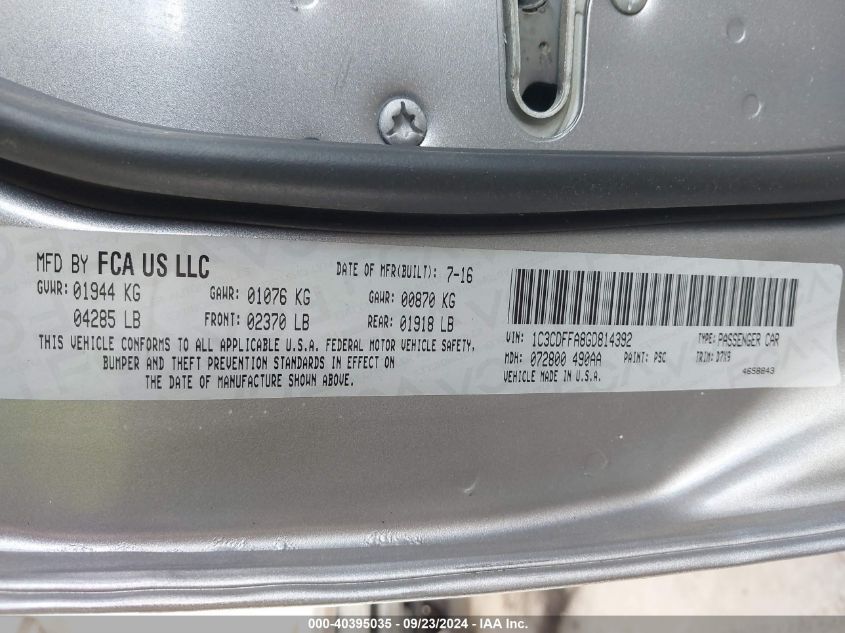 MFD BY FCA US LLC
DATE OF MFR(BUILT): 7-16
GVWR: 01944 KG
GAWR: 01076 KG
GAWR: 00870 KG
04285 LB
FRONT: 02370 LB
REAR: 01918 LB
THIS VEHICLE CONFORMS TO ALL APPLICABLE U.S.A. FEDERAL MOTOR VEHICLE SAFETY,
BUMPER AND THEFT PREVENTION STANDARDS IN EFFECT ON
THE DATE OF MANUFACTURE SHOWN ABOVE.
VIN: 1C3CDFFA8GD814392
TYPE: PASSENGER CAR
MDH: 072800 490AA
PAINT: PSC
TRIM: D7X9
VEHICLE MADE IN U.S.A.
4658843
000-40395035 - 09/23/2024 - IAA Inc.